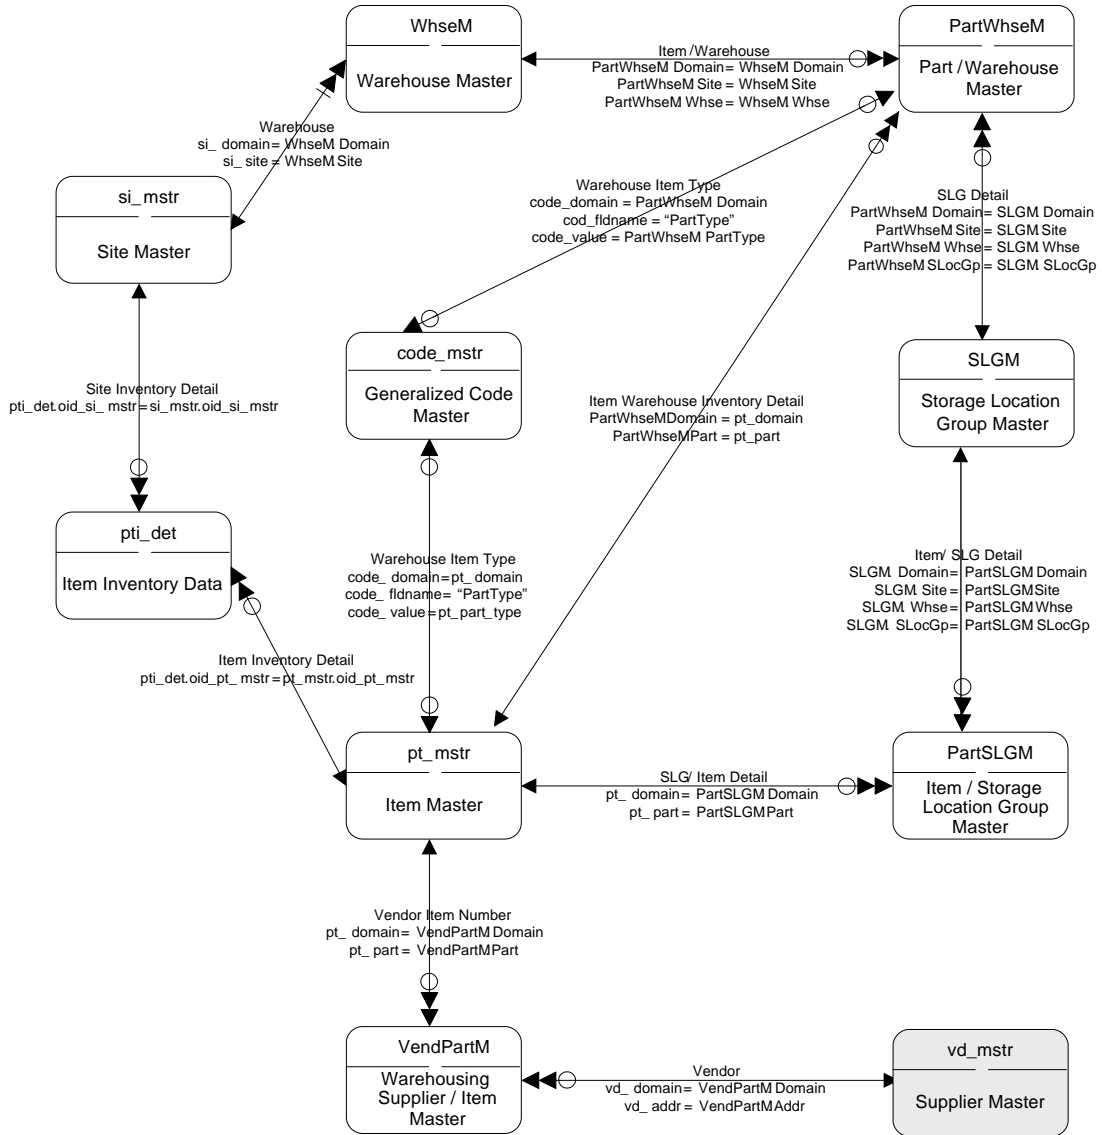 WhseM
Warehouse Master
PartWhseM
Part / Warehouse
Master
Item /Warehouse
PartWhseM. Domain = WhseM. Domain
PartWhseM. Site = WhseM. Site
PartWhseM. Whse = WhseM. Whse
Warehouse
si_ domain = WhseM. Domain
si_ site = WhseM. Site
si_mstr
Site Master
Warehouse Item Type
code_domain = PartWhseM. Domain
cod_fldname = “PartType”
code_value = PartWhseM. PartType
SLG Detail
PartWhseM. Domain = SLGM. Domain
PartWhseM. Site = SLGM. Site
PartWhseM. Whse = SLGM. Whse
PartWhseM. SLocGp = SLGM. SLocGp
code_mstr
Generalized Code
Master
SLGM
Storage Location
Group Master
Site Inventory Detail
pti_det.oid_si_ mstr = si_mstr.oid_si_mstr
Item Warehouse Inventory Detail
PartWhseM.Domain = pt_domain
PartWhseM.Part = pt_part
pti_det
Item Inventory Data
Warehouse Item Type
code_ domain = pt_ domain
code_ fldname = “PartType”
code_ value = pt_part_type
Item/ SLG Detail
SLGM. Domain = PartSLGM. Domain
SLGM. Site = PartSLGM.Site
SLGM. Whse = PartSLGM. Whse
SLGM. SLocGp = PartSLGM. SLocGp
Item Inventory Detail
pti_det.oid_pt_ mstr = pt_mstr.oid_pt_mstr
pt_mstr
Item Master
SLG/ Item Detail
pt_ domain = PartSLGM. Domain
pt_ part = PartSLGM.Part
PartSLGM
Item / Storage
Location Group
Master
Vendor Item Number
pt_ domain = VendPartM. Domain
pt_ part = VendPartM.Part
VendPartM
Warehousing
Supplier / Item
Master
Vendor
vd_ domain = VendPartM. Domain
vd_ addr = VendPartM.Addr
vd_mstr
Supplier Master